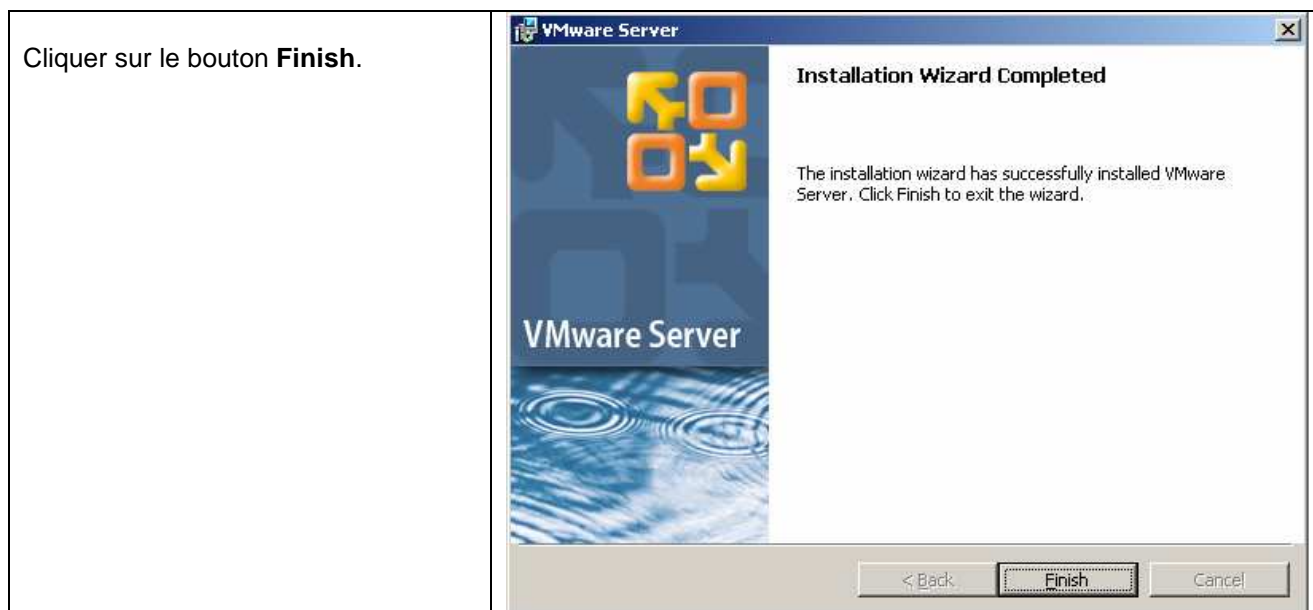 Cliquer sur le bouton Finish.
VMware Server
Installation Wizard Completed
The installation wizard has successfully installed VMware
Server. Click Finish to exit the wizard.
VMware Server
< Back
Finish
Cancel